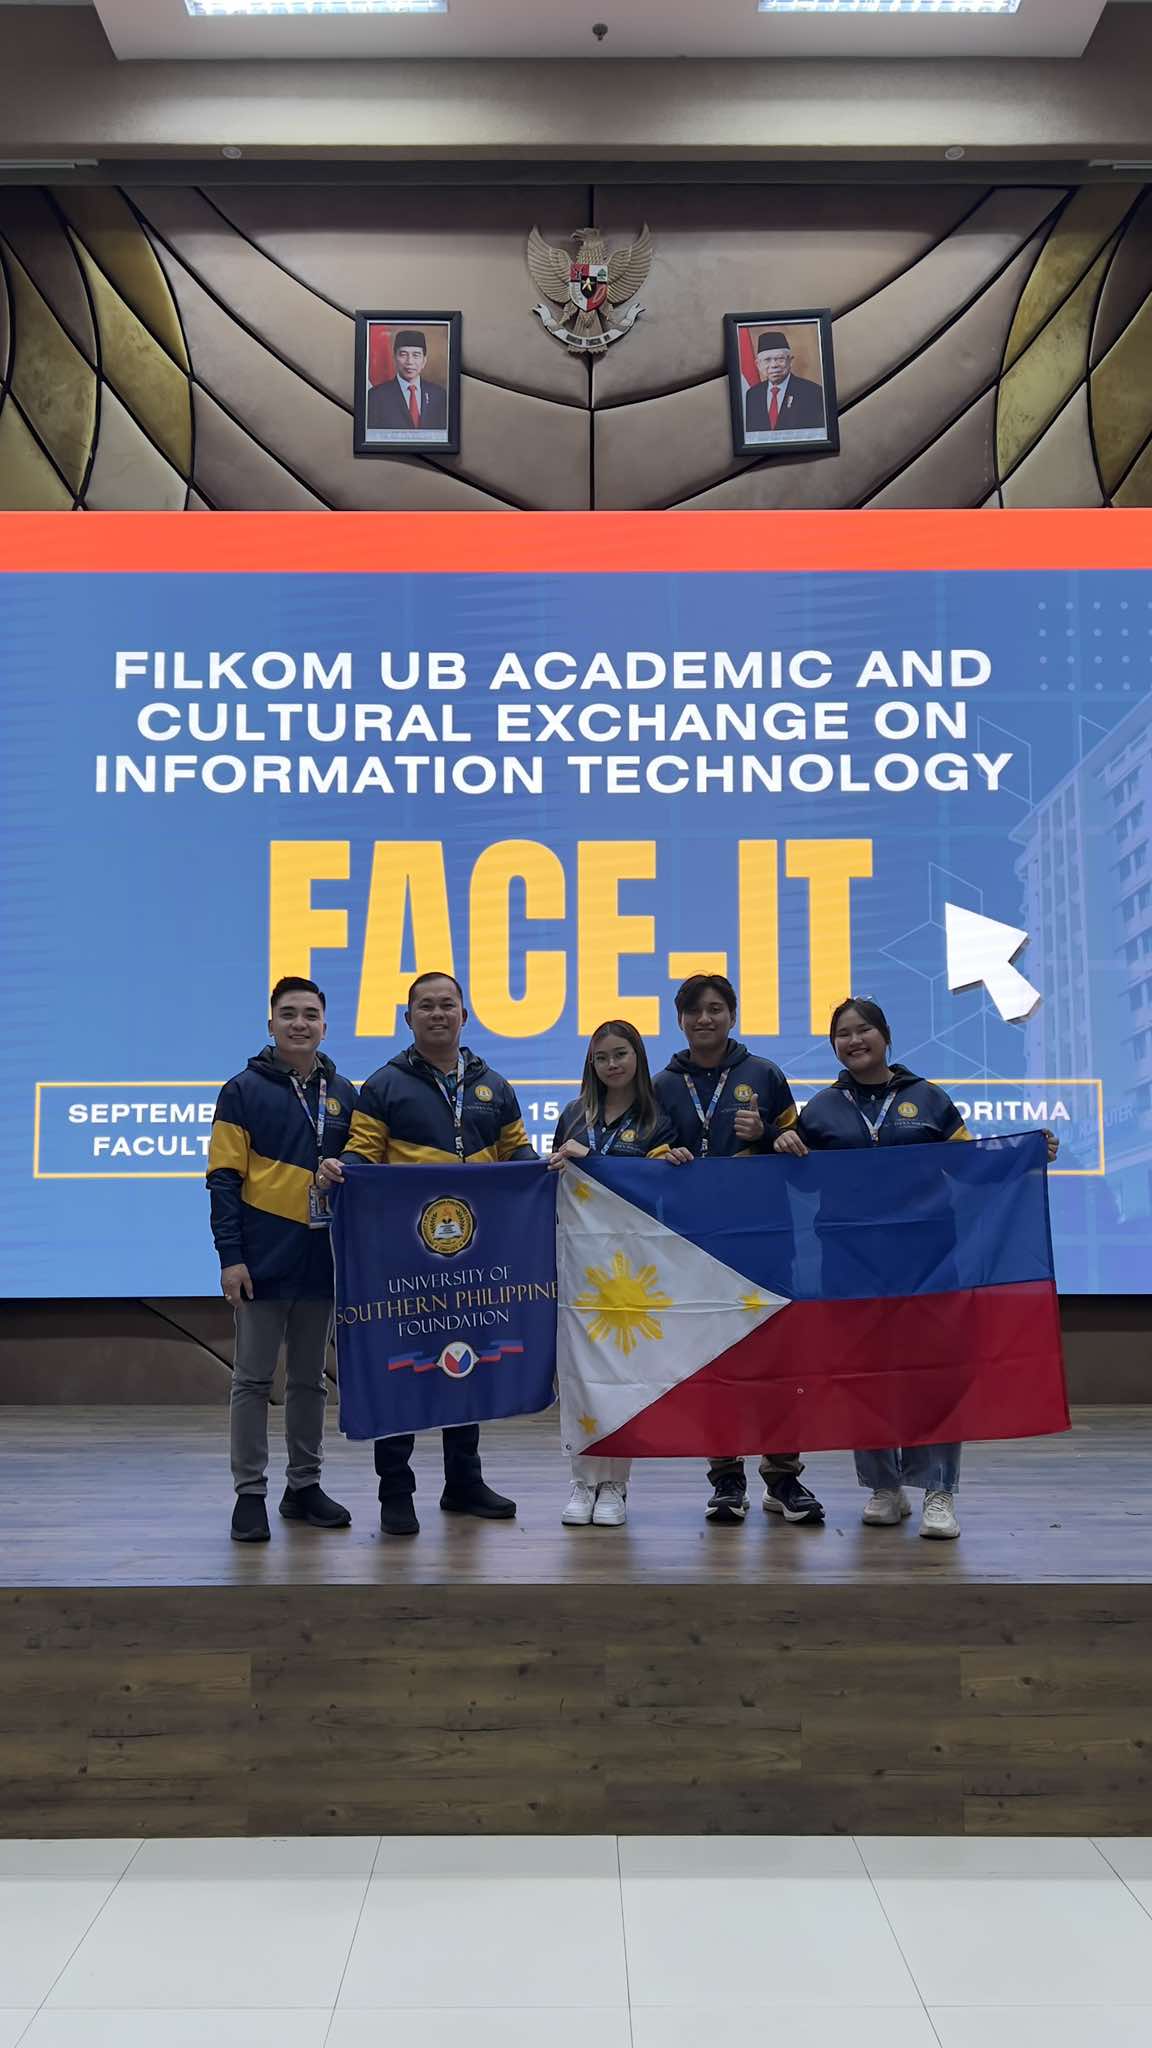 FILKOM UB ACADEMIC AND
CULTURAL EXCHANGE ON
INFORMATION TECHNOLOGY
FACE-IT
SEPTEMB 15 ORITMA
FACULT
UNIVERSITY OF
SOUTHERN PHILIPPINE
FOUNDATION